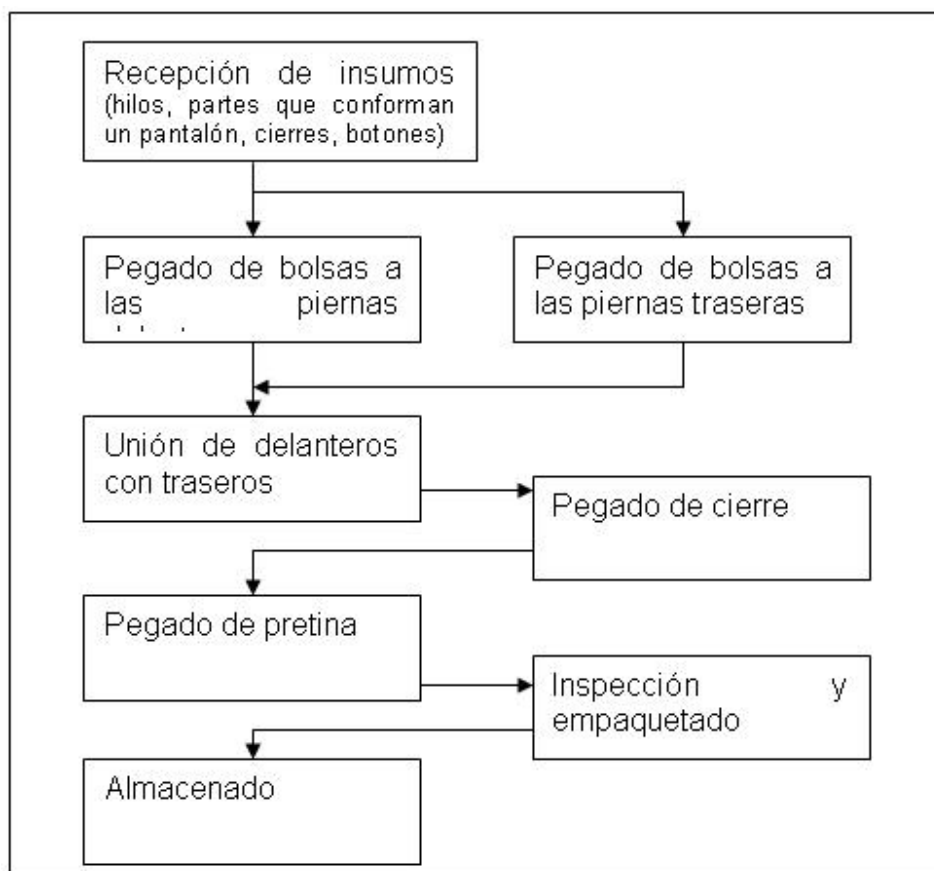 Recepción de insumos
(hilos, partes que conforman
un pantalón, cierres, botones)
Pegado de bolsas a
las piernas
Pegado de bolsas a
las piernas traseras
Unión de delanteros
con traseros
Pegado de cierre
Pegado de pretina
Inspección y
empaquetado
Almacenado